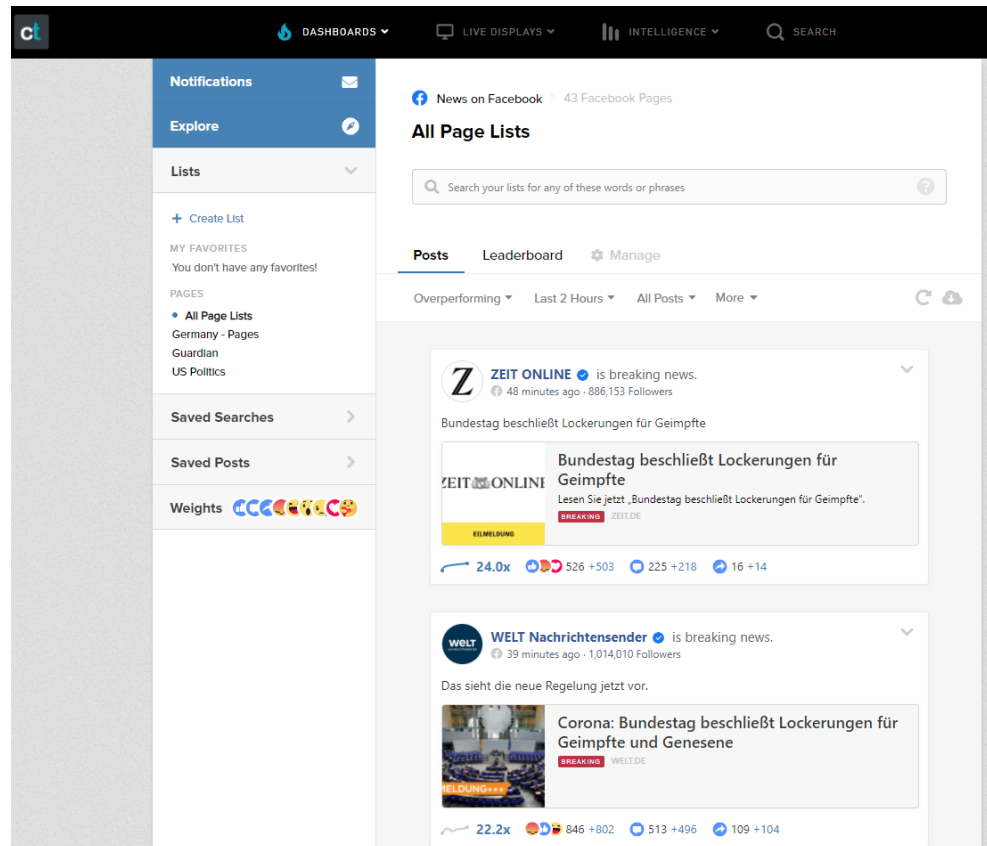 ct
DASHBOARDS
LIVE DISPLAYS
INTELLIGENCE
SEARCH
Notifications
Explore
Lists
+ Create List
MY FAVORITES
You don't have any favorites!
PAGES
• All Page Lists
Germany - Pages
Guardian
US Politics
Saved Searches
Saved Posts
Weights
News on Facebook > 43 Facebook Pages
All Page Lists
Search your lists for any of these words or phrases
?
Posts Leaderboard Manage
Overperforming Last 2 Hours All Posts More
ZEIT ONLINE is breaking news.
48 minutes ago · 886,153 Followers
Bundestag beschließt Lockerungen für Geimpfte
ZEIT ONLINE
EILMELDUNG
Bundestag beschließt Lockerungen für
Geimpfte
Lesen Sie jetzt „Bundestag beschließt Lockerungen für Geimpfte“.
BREAKING ZEIT.DE
24.0x 526 +503 225 +218 16 +14
welt
WELT Nachrichtensender is breaking news.
39 minutes ago · 1,014,010 Followers
Das sieht die neue Regelung jetzt vor.
MELDUNG+++
Corona: Bundestag beschließt Lockerungen für
Geimpfte und Genesene
BREAKING WELT.DE
22.2x 846 +802 513 +496 109 +104